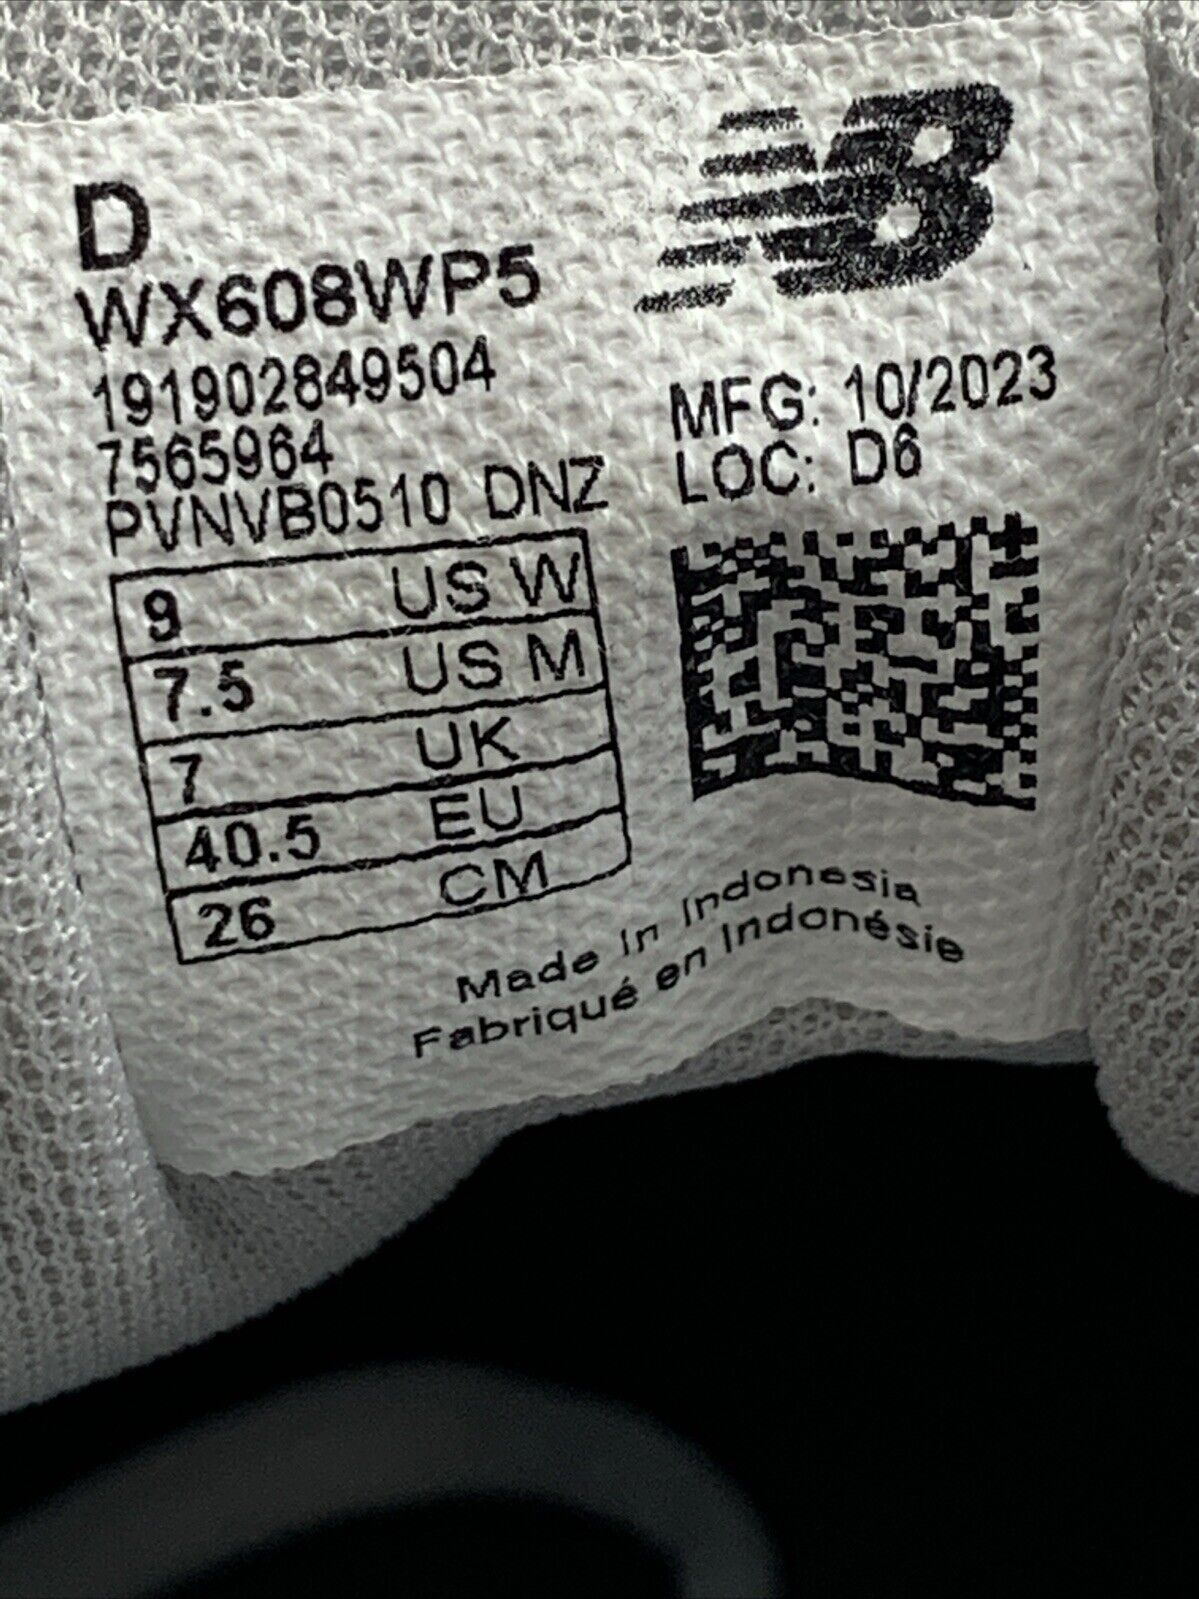 NB
D
WX608WP5
191902849504
7565964
PVNVB0510 DNZ
MFG: 10/2023
LOC: D6
9 US W
7.5 US M
7 UK
40.5 EU
26 CM
Made in Indonesia
Fabriqué en Indonésie